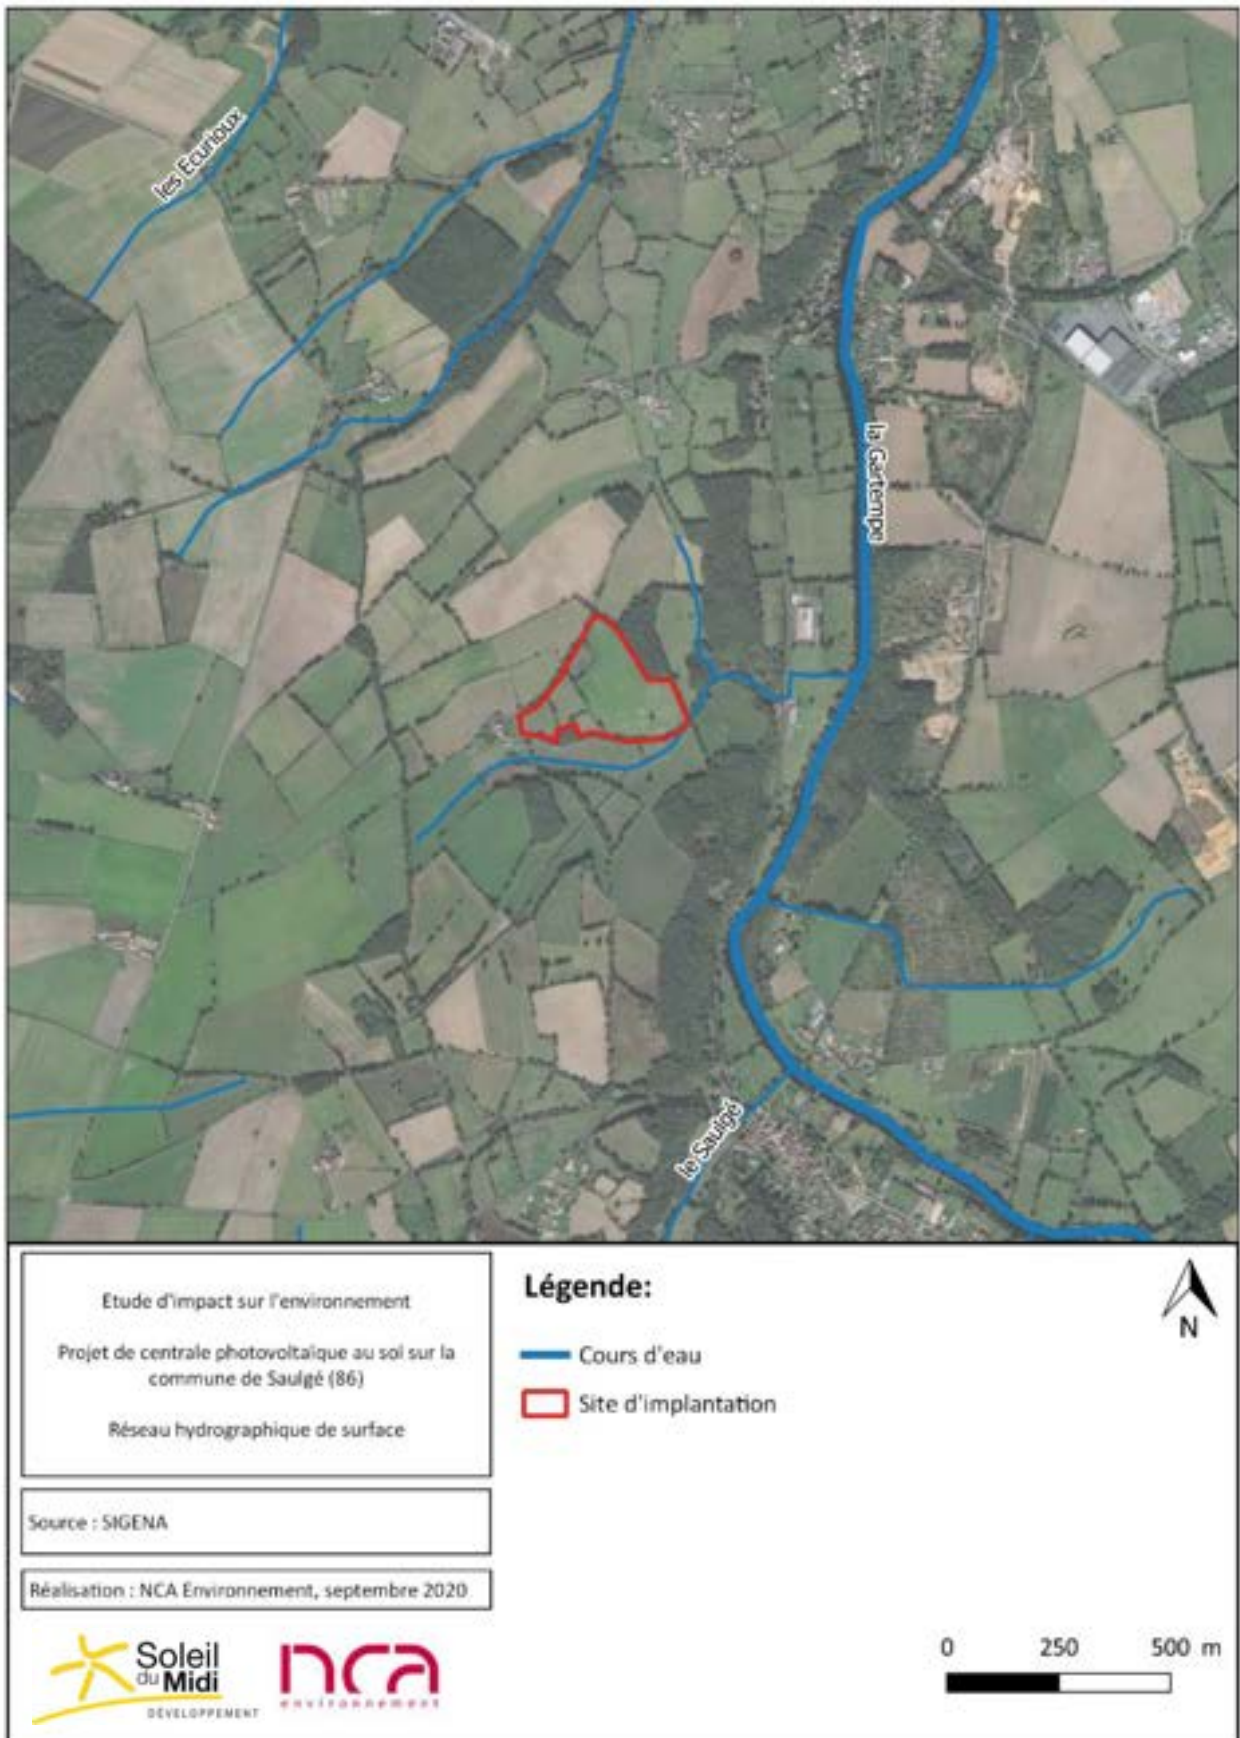 les Ecurioux
la Gartempe
le Saulgé
Etude d'impact sur l'environnement
Projet de centrale photovoltaïque au sol sur la
commune de Saulgé (86)
Réseau hydrographique de surface
Source : SIGENA
Réalisation : NCA Environnement, septembre 2020
Légende:
Cours d'eau
Site d'implantation
N
Soleil
du Midi
DÉVELOPPEMENT
nca
environnement
0 250 500 m